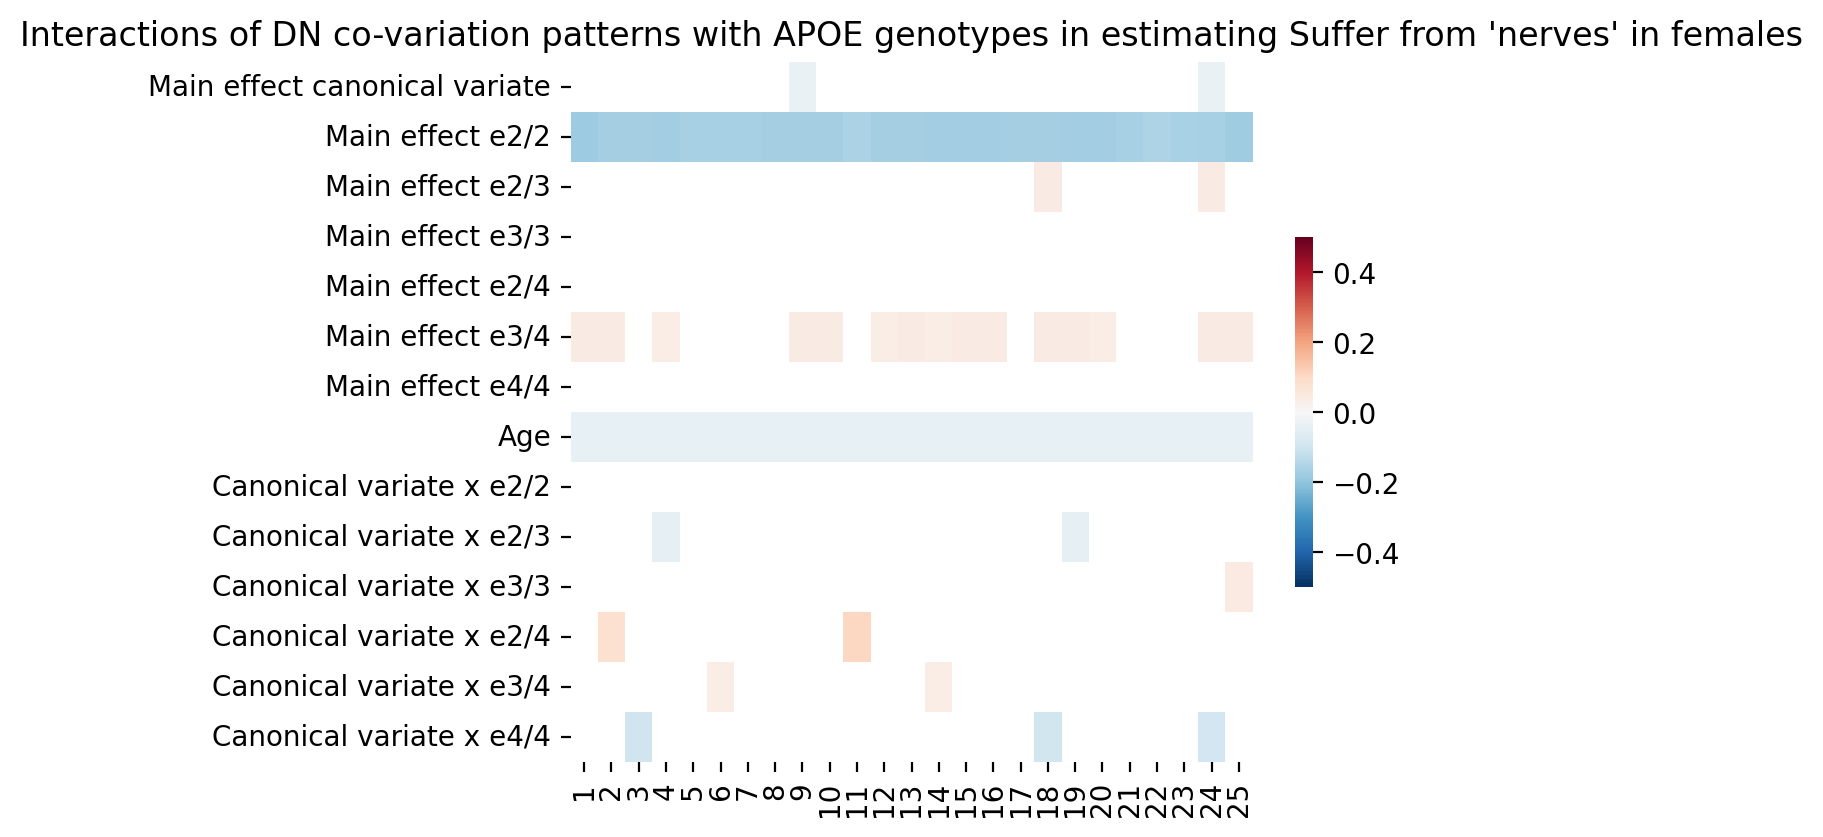 Interactions of DN co-variation patterns with APOE genotypes in estimating Suffer from 'nerves' in females
Main effect canonical variate
Main effect e2/2
Main effect e2/3
Main effect e3/3
Main effect e2/4
Main effect e3/4
Main effect e4/4
Age
Canonical variate x e2/2
Canonical variate x e2/3
Canonical variate x e3/3
Canonical variate x e2/4
Canonical variate x e3/4
Canonical variate x e4/4
1 2 3 4 5 6 7 8 9 10 11 12 13 14 15 16 17 18 19 20 21 22 23 24 25
0.4
0.2
0.0
−0.2
−0.4